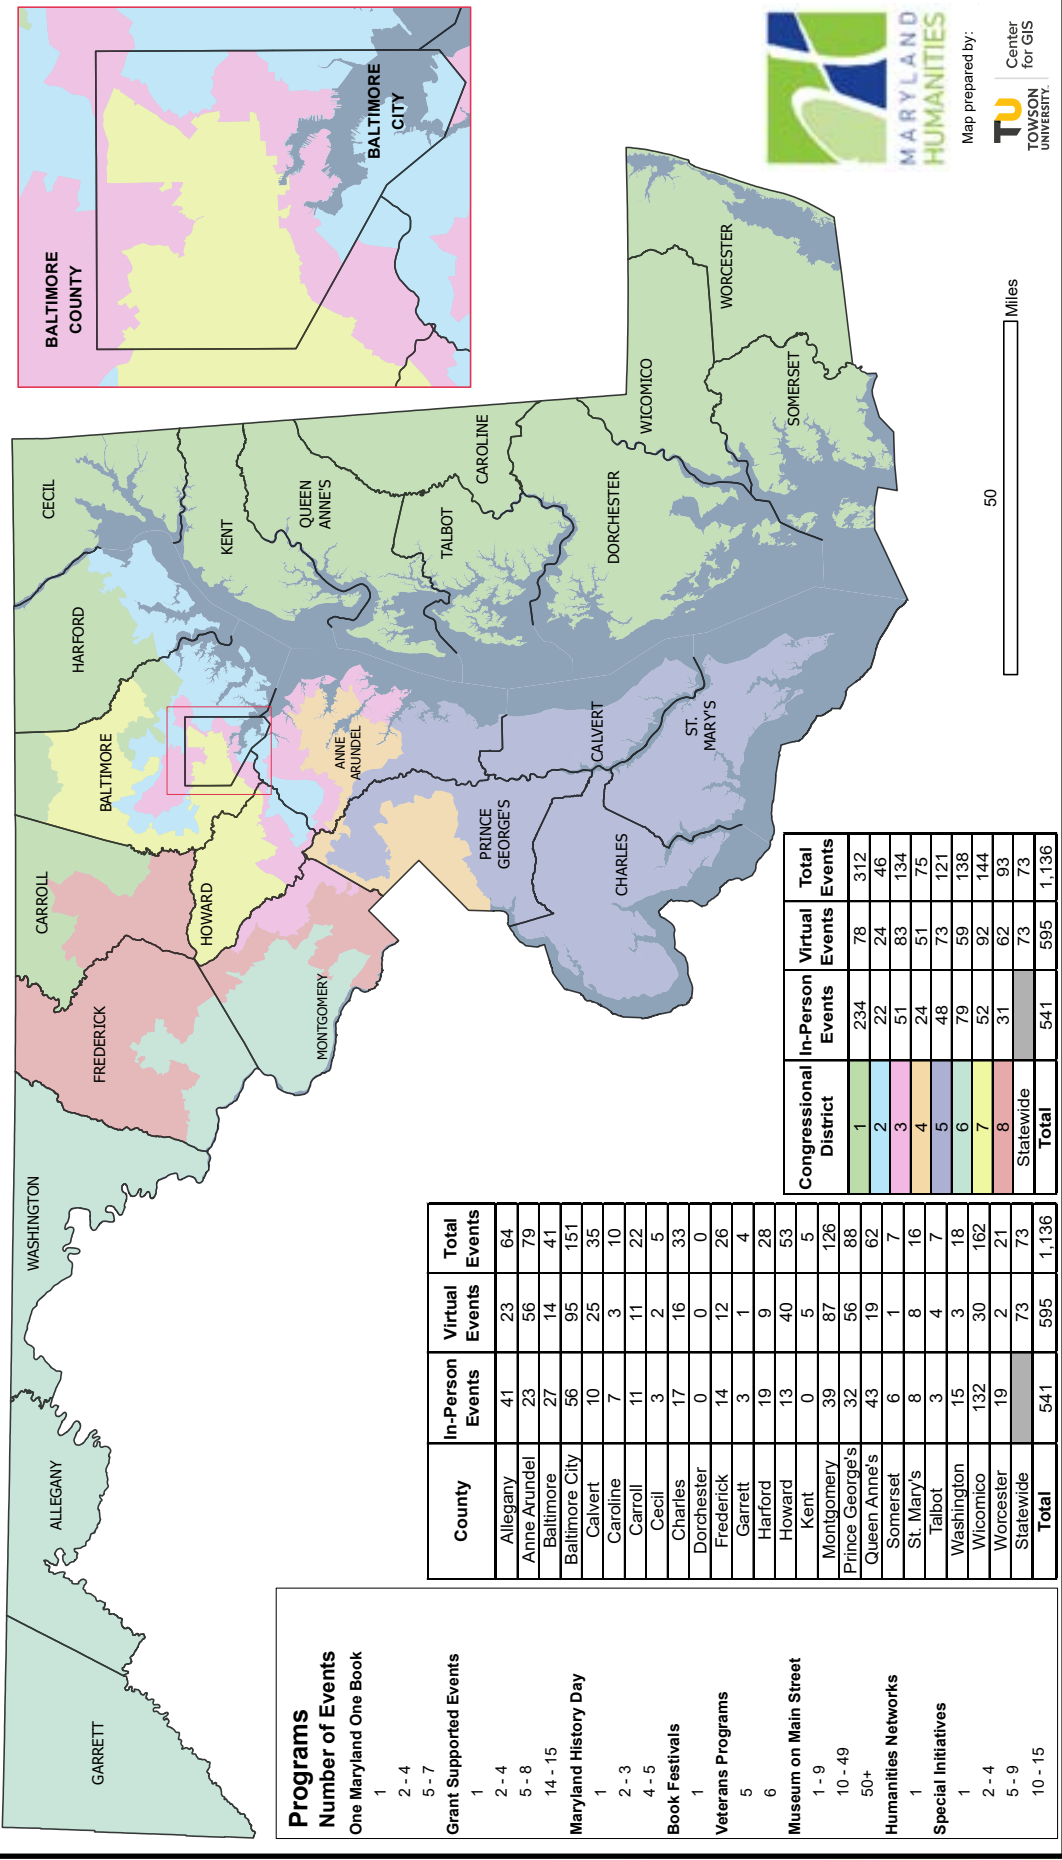 GARRETT
ALLEGANY
WASHINGTON
FREDERICK
CARROLL
BALTIMORE
HARFORD
CECIL
HOWARD
MONTGOMERY
ANNE
ARUNDEL
PRINCE
GEORGE'S
CHARLES
CALVERT
ST.
MARY'S
KENT
QUEEN
ANNE'S
TALBOT
CAROLINE
DORCHESTER
WICOMICO
SOMERSET
WORCESTER
BALTIMORE
COUNTY
BALTIMORE
CITY
Programs
Number of Events
One Maryland One Book
1
2 - 4
5 - 7
Grant Supported Events
1
2 - 4
5 - 8
14 - 15
Maryland History Day
1
2 - 3
4 - 5
Book Festivals
1
Veterans Programs
5
6
Museum on Main Street
1 - 9
10 - 49
50+
Humanities Networks
1
Special Initiatives
1
2 - 4
5 - 9
10 - 15
County In-Person Events Virtual Events Total Events
Allegany 41 23 64
Anne Arundel 23 56 79
Baltimore 27 14 41
Baltimore City 56 95 151
Calvert 10 25 35
Caroline 7 3 10
Carroll 11 11 22
Cecil 3 2 5
Charles 17 16 33
Dorchester 0 0 0
Frederick 14 12 26
Garrett 3 1 4
Harford 19 9 28
Howard 13 40 53
Kent 0 5 5
Montgomery 39 87 126
Prince George's 32 56 88
Queen Anne's 43 19 62
Somerset 6 1 7
St. Mary's 8 8 16
Talbot 3 4 7
Washington 15 3 18
Wicomico 132 30 162
Worcester 19 2 21
Statewide 73 73
Total 541 595 1,136
Congressional District In-Person Events Virtual Events Total Events
1 234 78 312
2 22 24 46
3 51 83 134
4 24 51 75
5 48 73 121
6 79 59 138
7 52 92 144
8 31 62 93
Statewide 73 73
Total 541 595 1,136
50
Miles
MARYLAND
HUMANITIES
Map prepared by:
TU
TOWSON
UNIVERSITY.
Center
for GIS